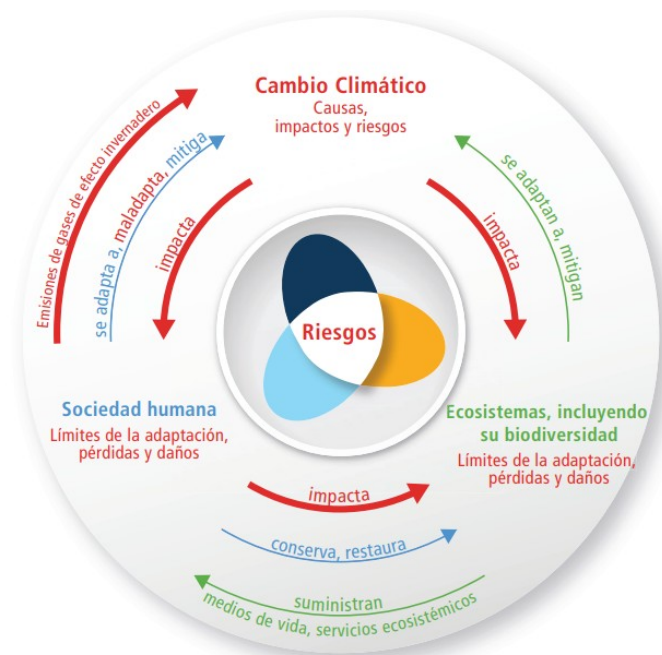 Cambio Climático
Causas,
impactos y riesgos
Emisiones de gases de efecto invernadero
se adapta a, maladapta, mitiga
impacta
se adaptan a, mitigan
impacta
Riesgos
Sociedad humana
Límites de la adaptación,
pérdidas y daños
Ecosistemas, incluyendo
su biodiversidad
Límites de la adaptación,
pérdidas y daños
impacta
conserva, restaura
suministran
medios de vida, servicios ecosistémicos